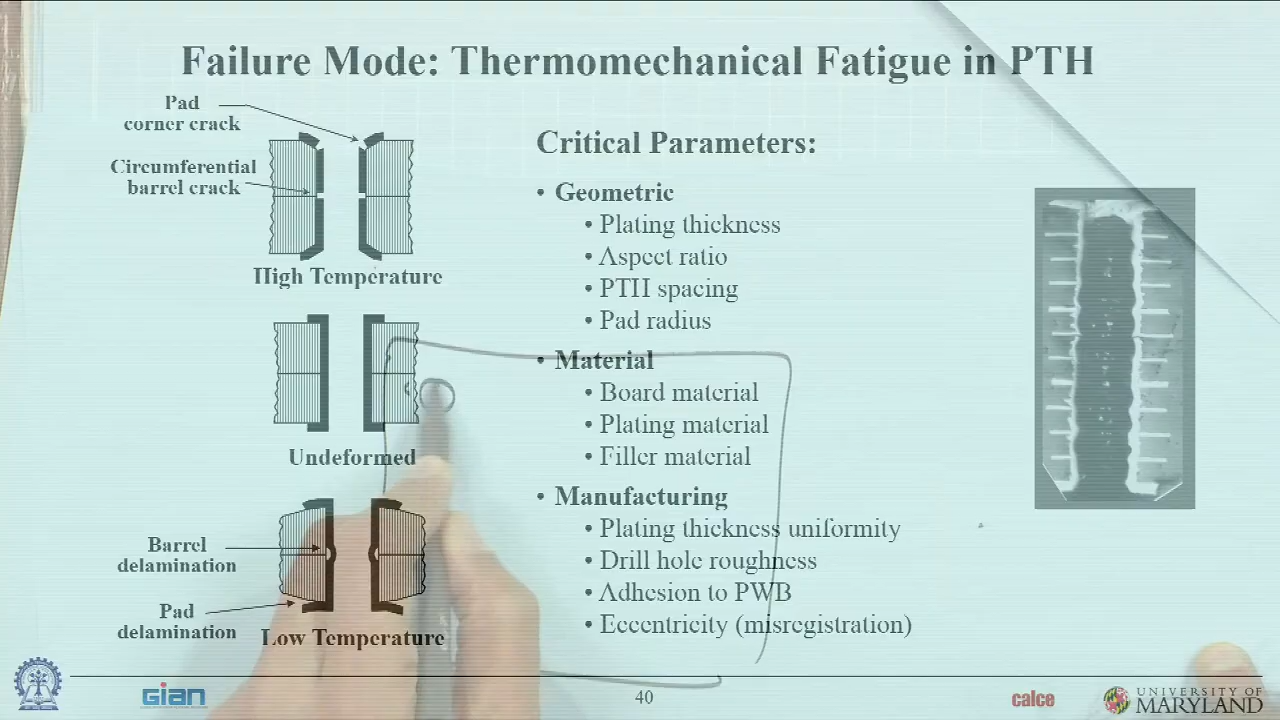 Failure Mode: Thermomechanical Fatigue in PTH
Pad
corner crack
Circumferential
barrel crack
High Temperature
Undeformed
Barrel
delamination
Pad
delamination
Low Temperature
Critical Parameters:
• Geometric
• Plating thickness
• Aspect ratio
• PTH spacing
• Pad radius
• Material
• Board material
• Plating material
• Filler material
• Manufacturing
• Plating thickness uniformity
• Drill hole roughness
• Adhesion to PWB
• Eccentricity (misregistration)
gian
40
calce
UNIVERSITY OF
MARYLAND